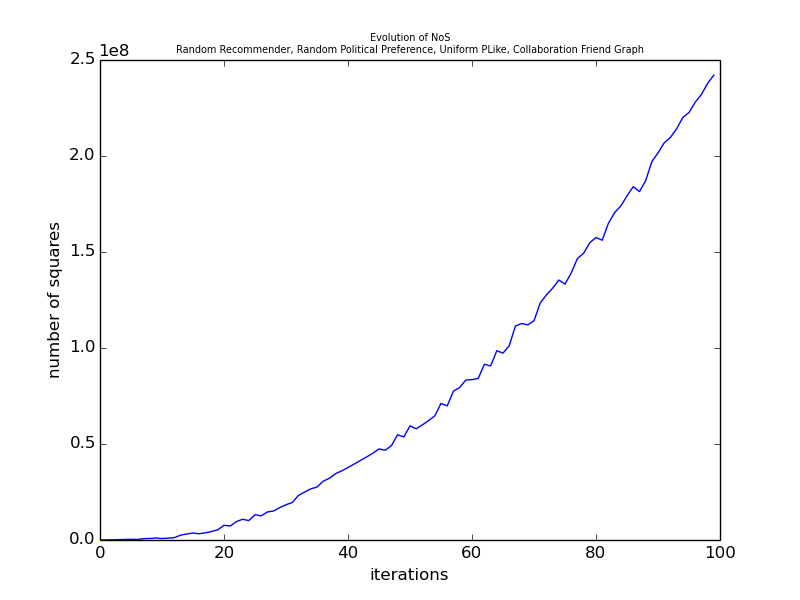 Evolution of NoS
Random Recommender, Random Political Preference, Uniform PLike, Collaboration Friend Graph
1e8
2.5
2.0
1.5
1.0
0.5
0.0
number of squares
0 20 40 60 80 100
iterations